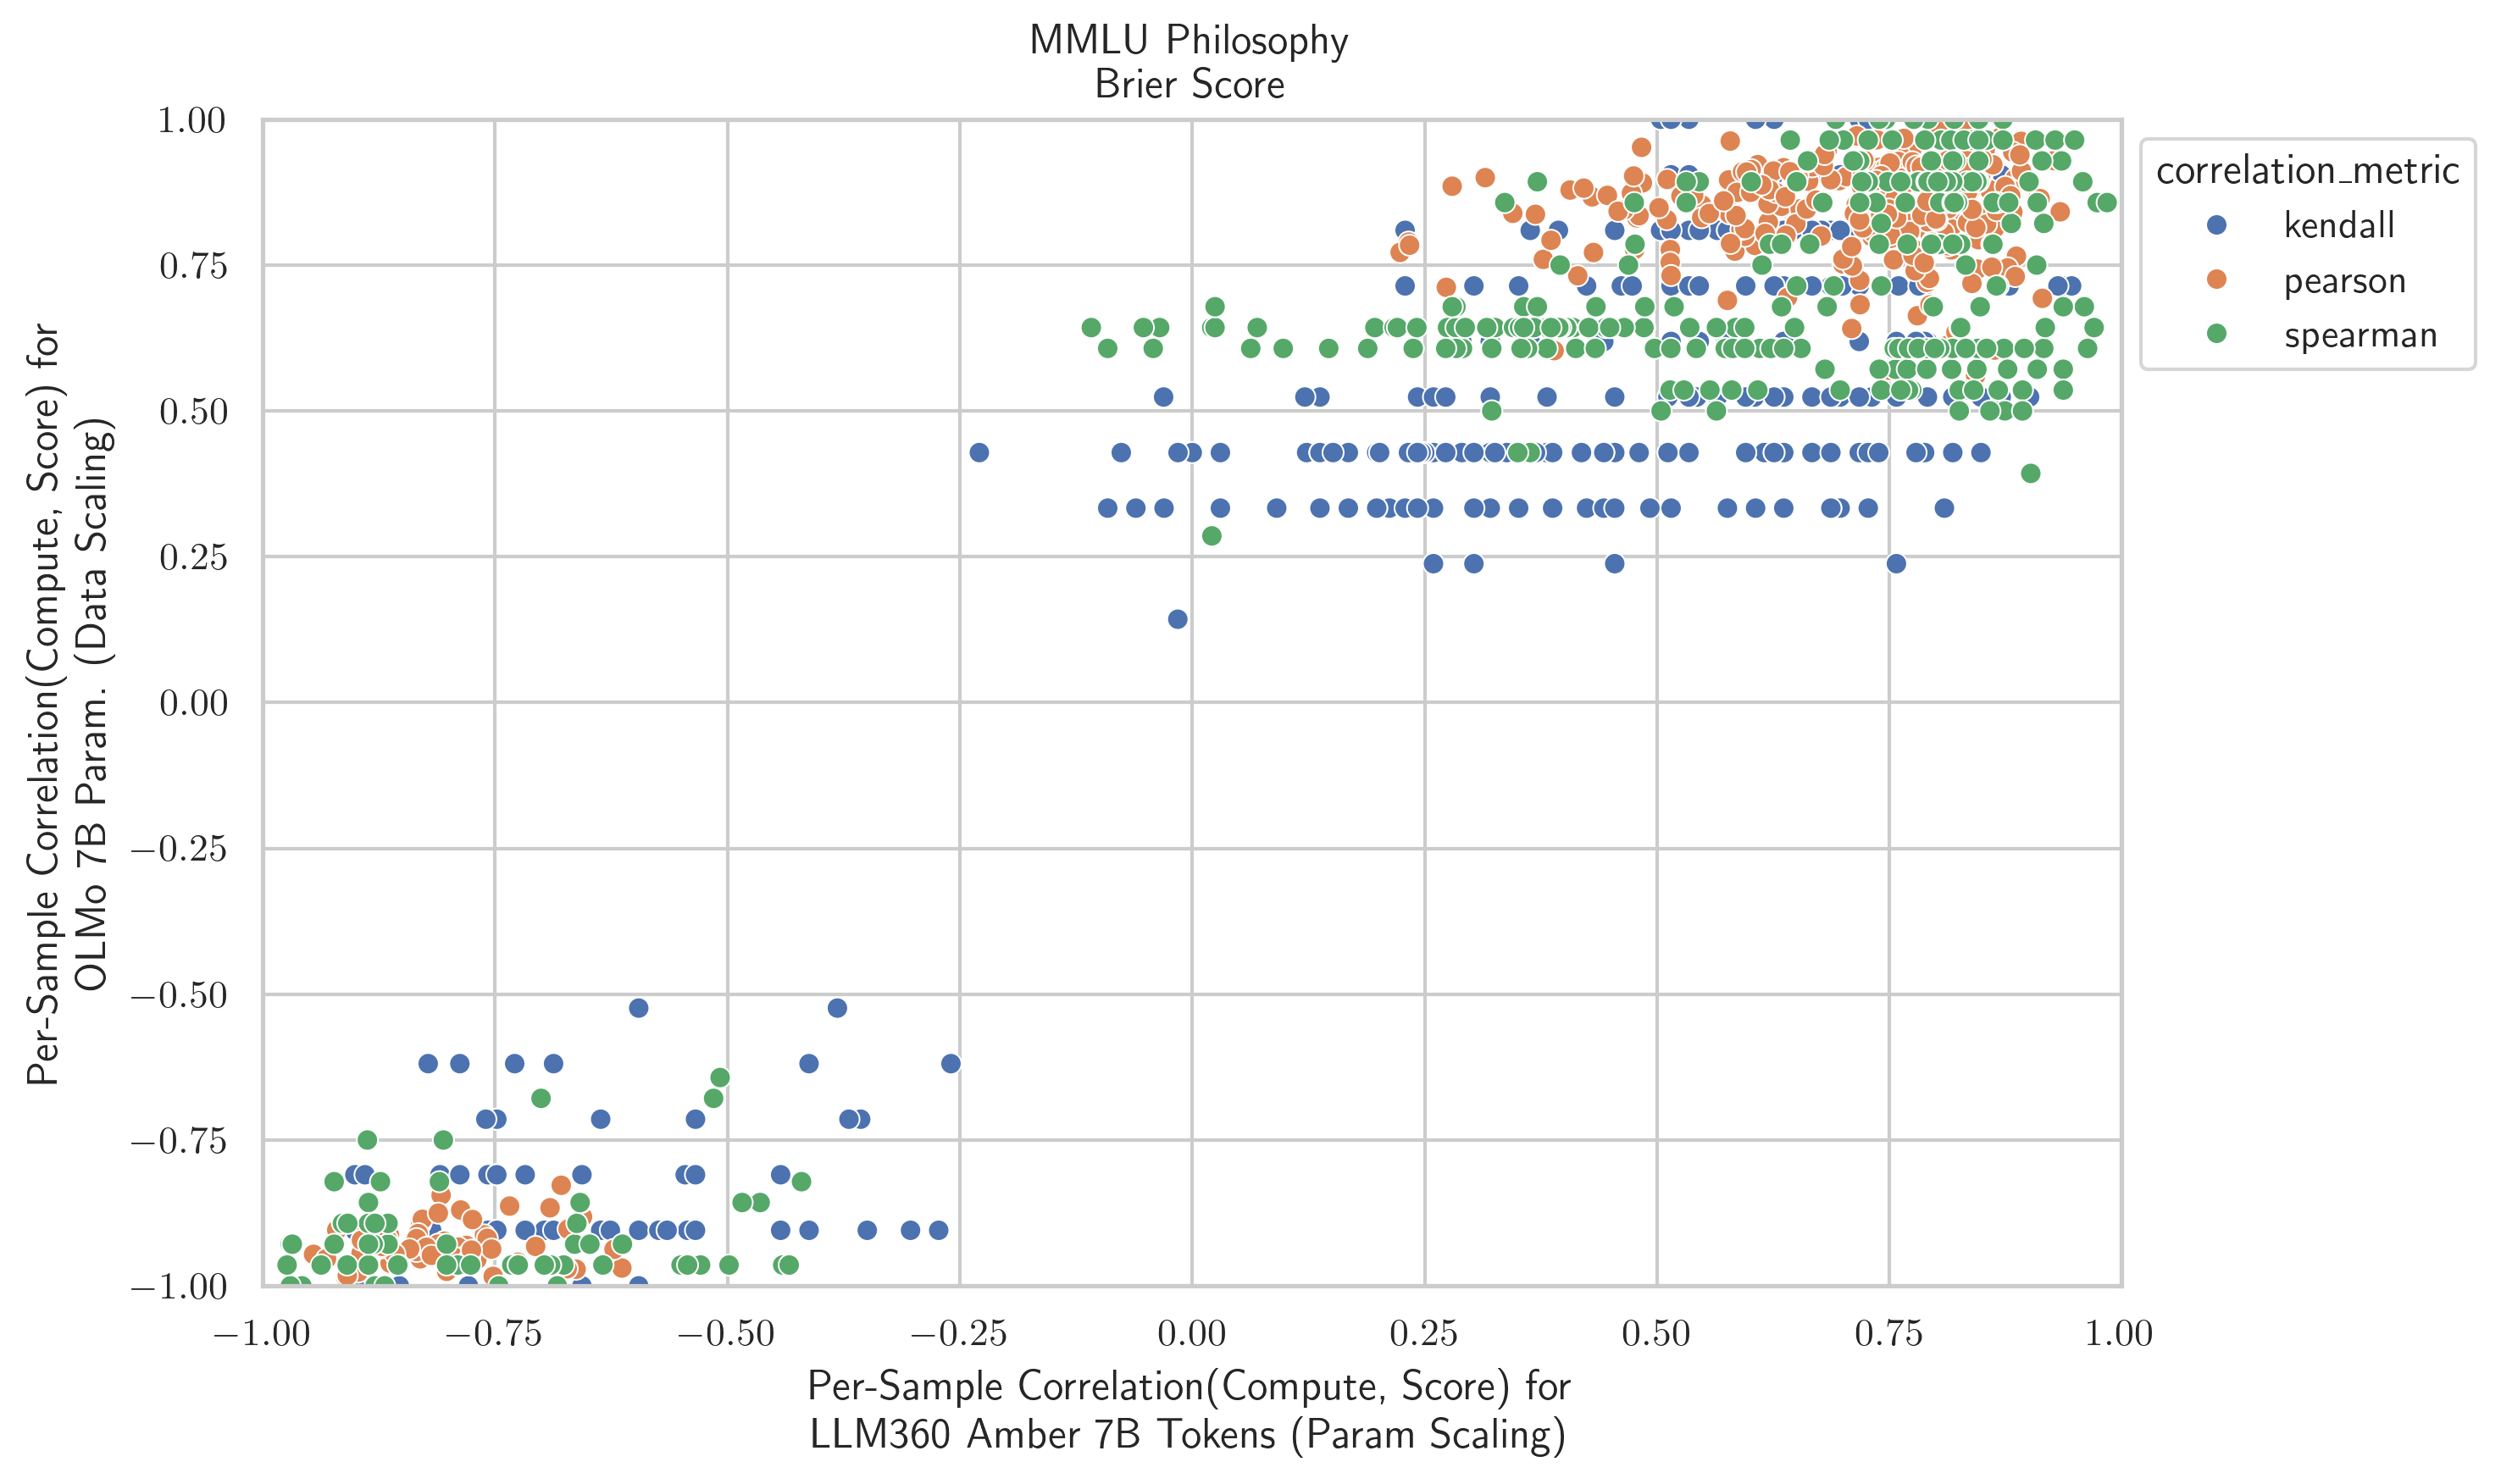 MMLU Philosophy
Brier Score
Per-Sample Correlation(Compute, Score) for
OLMo 7B Param. (Data Scaling)
1.00
0.75
0.50
0.25
0.00
−0.25
−0.50
−0.75
−1.00
−1.00 −0.75 −0.50 −0.25 0.00 0.25 0.50 0.75 1.00
Per-Sample Correlation(Compute, Score) for
LLM360 Amber 7B Tokens (Param Scaling)
correlation_metric
kendall
pearson
spearman